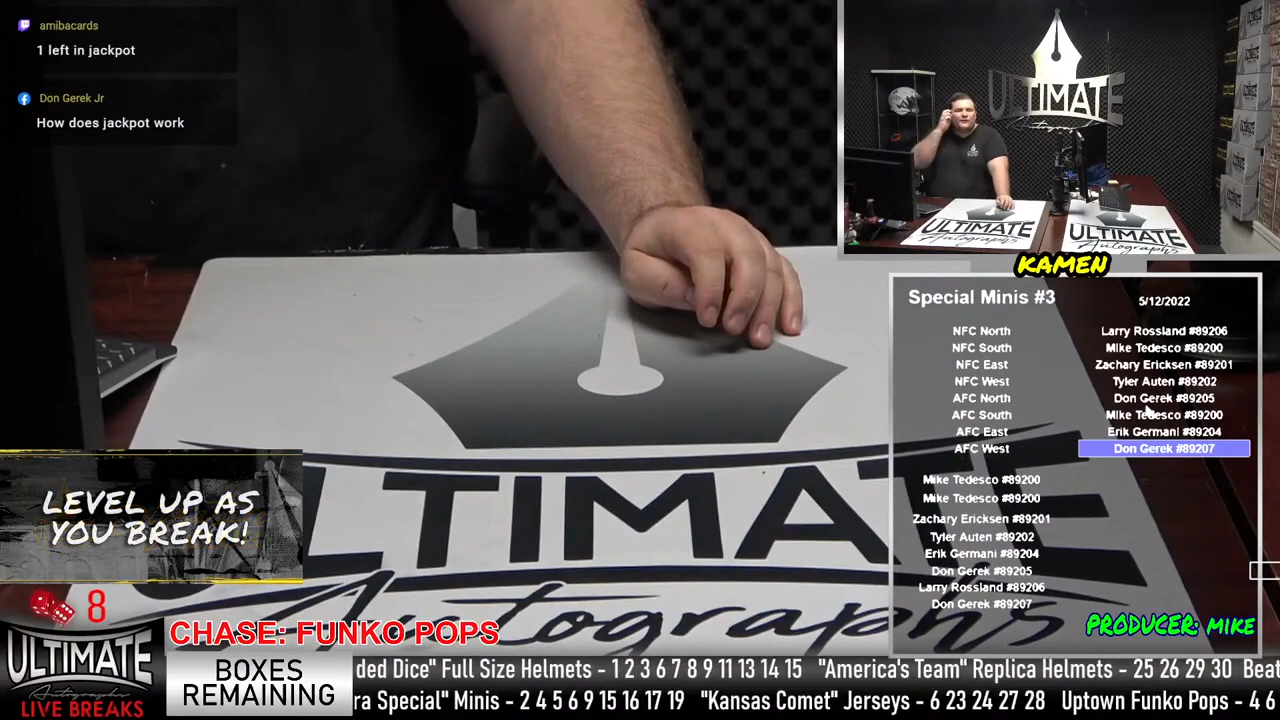 amibacards
1 left in jackpot
Don Gerek Jr
How does jackpot work
ULTIMATE
ULTIMATE
Autographs
ULTIMATE
Autographs
KAMEN
Special Minis #3
5/12/2022
NFC North Larry Rossland #89206
NFC South Mike Tedesco #89200
NFC East Zachary Ericksen #89201
NFC West Tyler Auten #89202
AFC North Don Gerek #89205
AFC South Mike Tedesco #89200
AFC East Erik Germani #89204
AFC West Don Gerek #89207
Mike Tedesco #89200
Mike Tedesco #89200
Zachary Ericksen #89201
Tyler Auten #89202
Erik Germani #89204
Don Gerek #89205
Larry Rossland #89206
Don Gerek #89207
PRODUCER: MIKE
LTIMA
Autographs
LEVEL UP AS
YOU BREAK!
8
CHASE: FUNKO POPS
ULTIMATE
Autographs
LIVE BREAKS
BOXES
REMAINING
ded Dice" Full Size Helmets - 1 2 3 6 7 8 9 11 13 14 15 "America's Team" Replica Helmets - 25 26 29 30 Beat
ra Special" Minis - 2 4 5 6 9 15 16 17 19 "Kansas Comet" Jerseys - 6 23 24 27 28 Uptown Funko Pops - 4 6